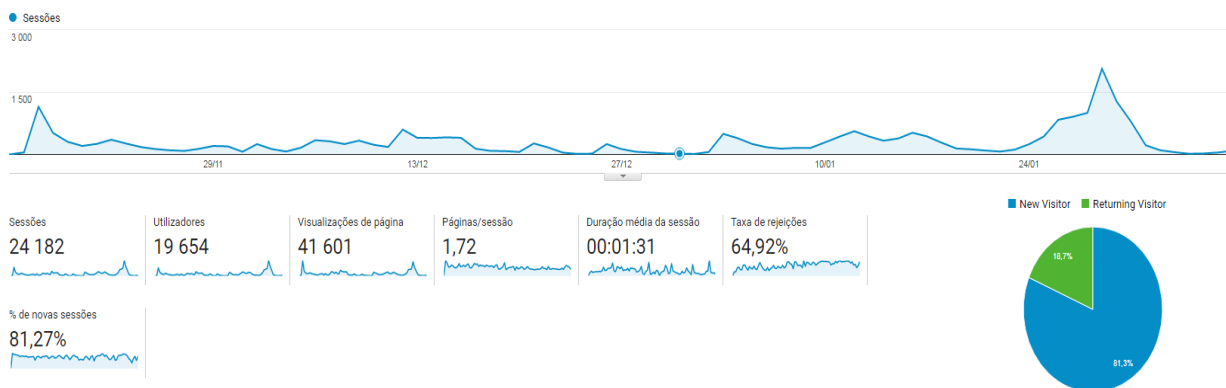 Sessões
3 000
1 500
29/11
13/12
27/12
10/01
24/01
New Visitor Returning Visitor
Sessões
24 182
Utilizadores
19 654
Visualizações de página
41 601
Páginas/sessão
1,72
Duração média da sessão
00:01:31
Taxa de rejeições
64,92%
% de novas sessões
81,27%
18,7%
81,3%